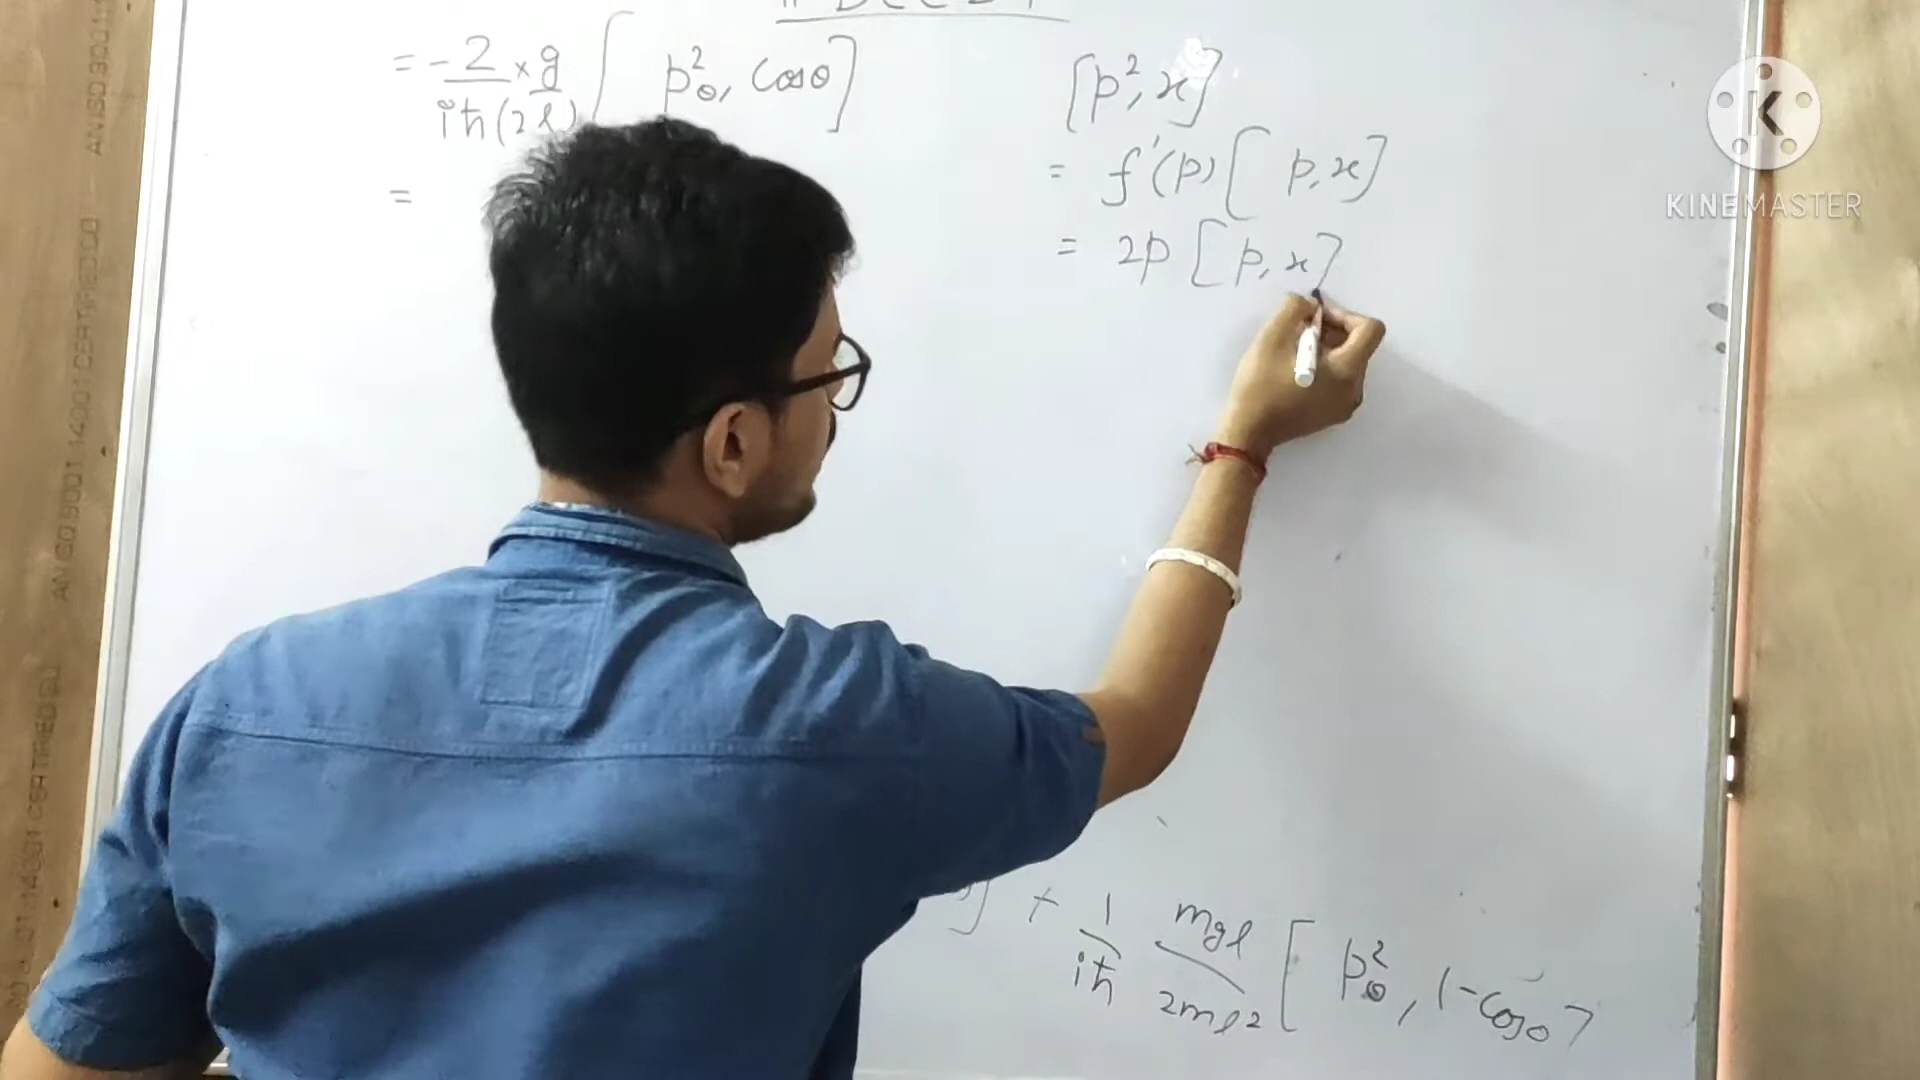 = -2/iħ × g/(2l) [ p²_θ, Cosθ ]
=
[p², x]
= f'(p) [ p, x ]
= 2p [ p, x ]
+ 1/iħ mgl/2ml² [ p²_θ, 1-Cosθ ]
K
KINEMASTER